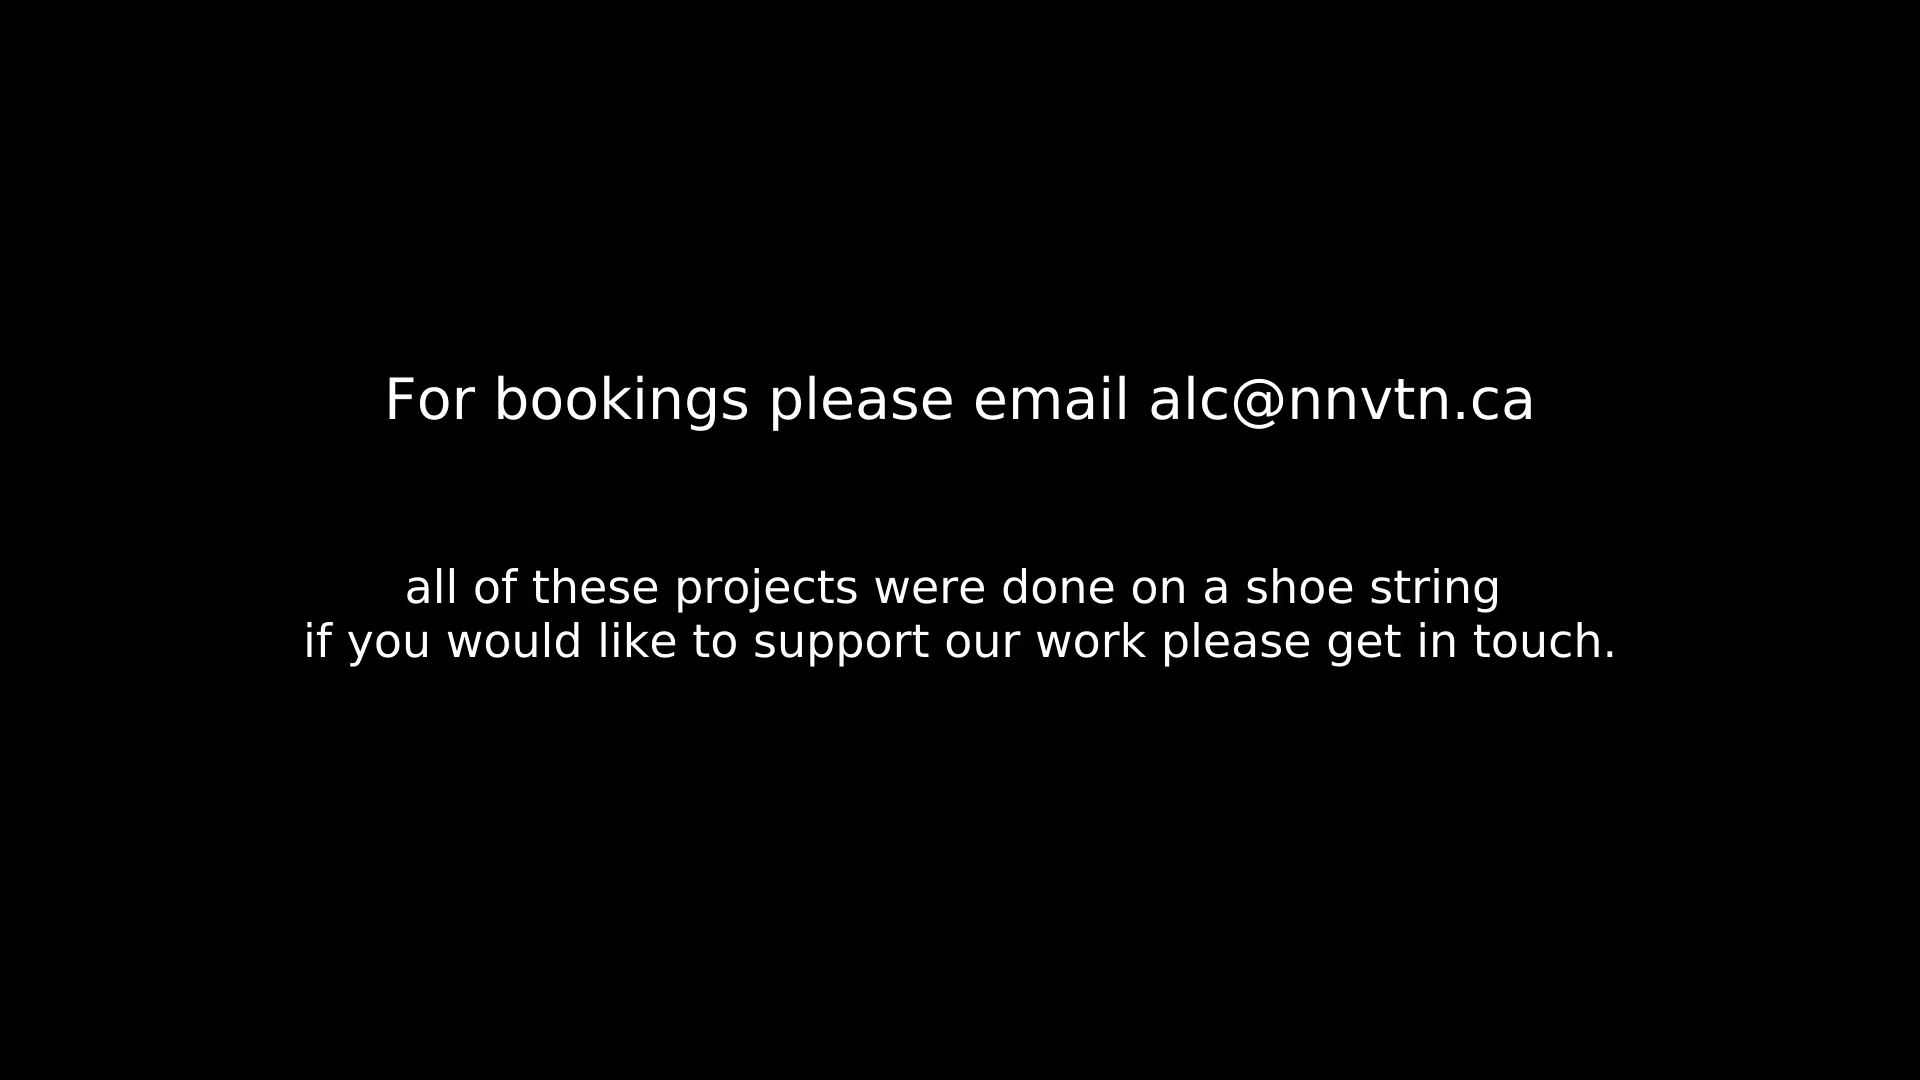 For bookings please email alc@nnvtn.ca
all of these projects were done on a shoe string
if you would like to support our work please get in touch.